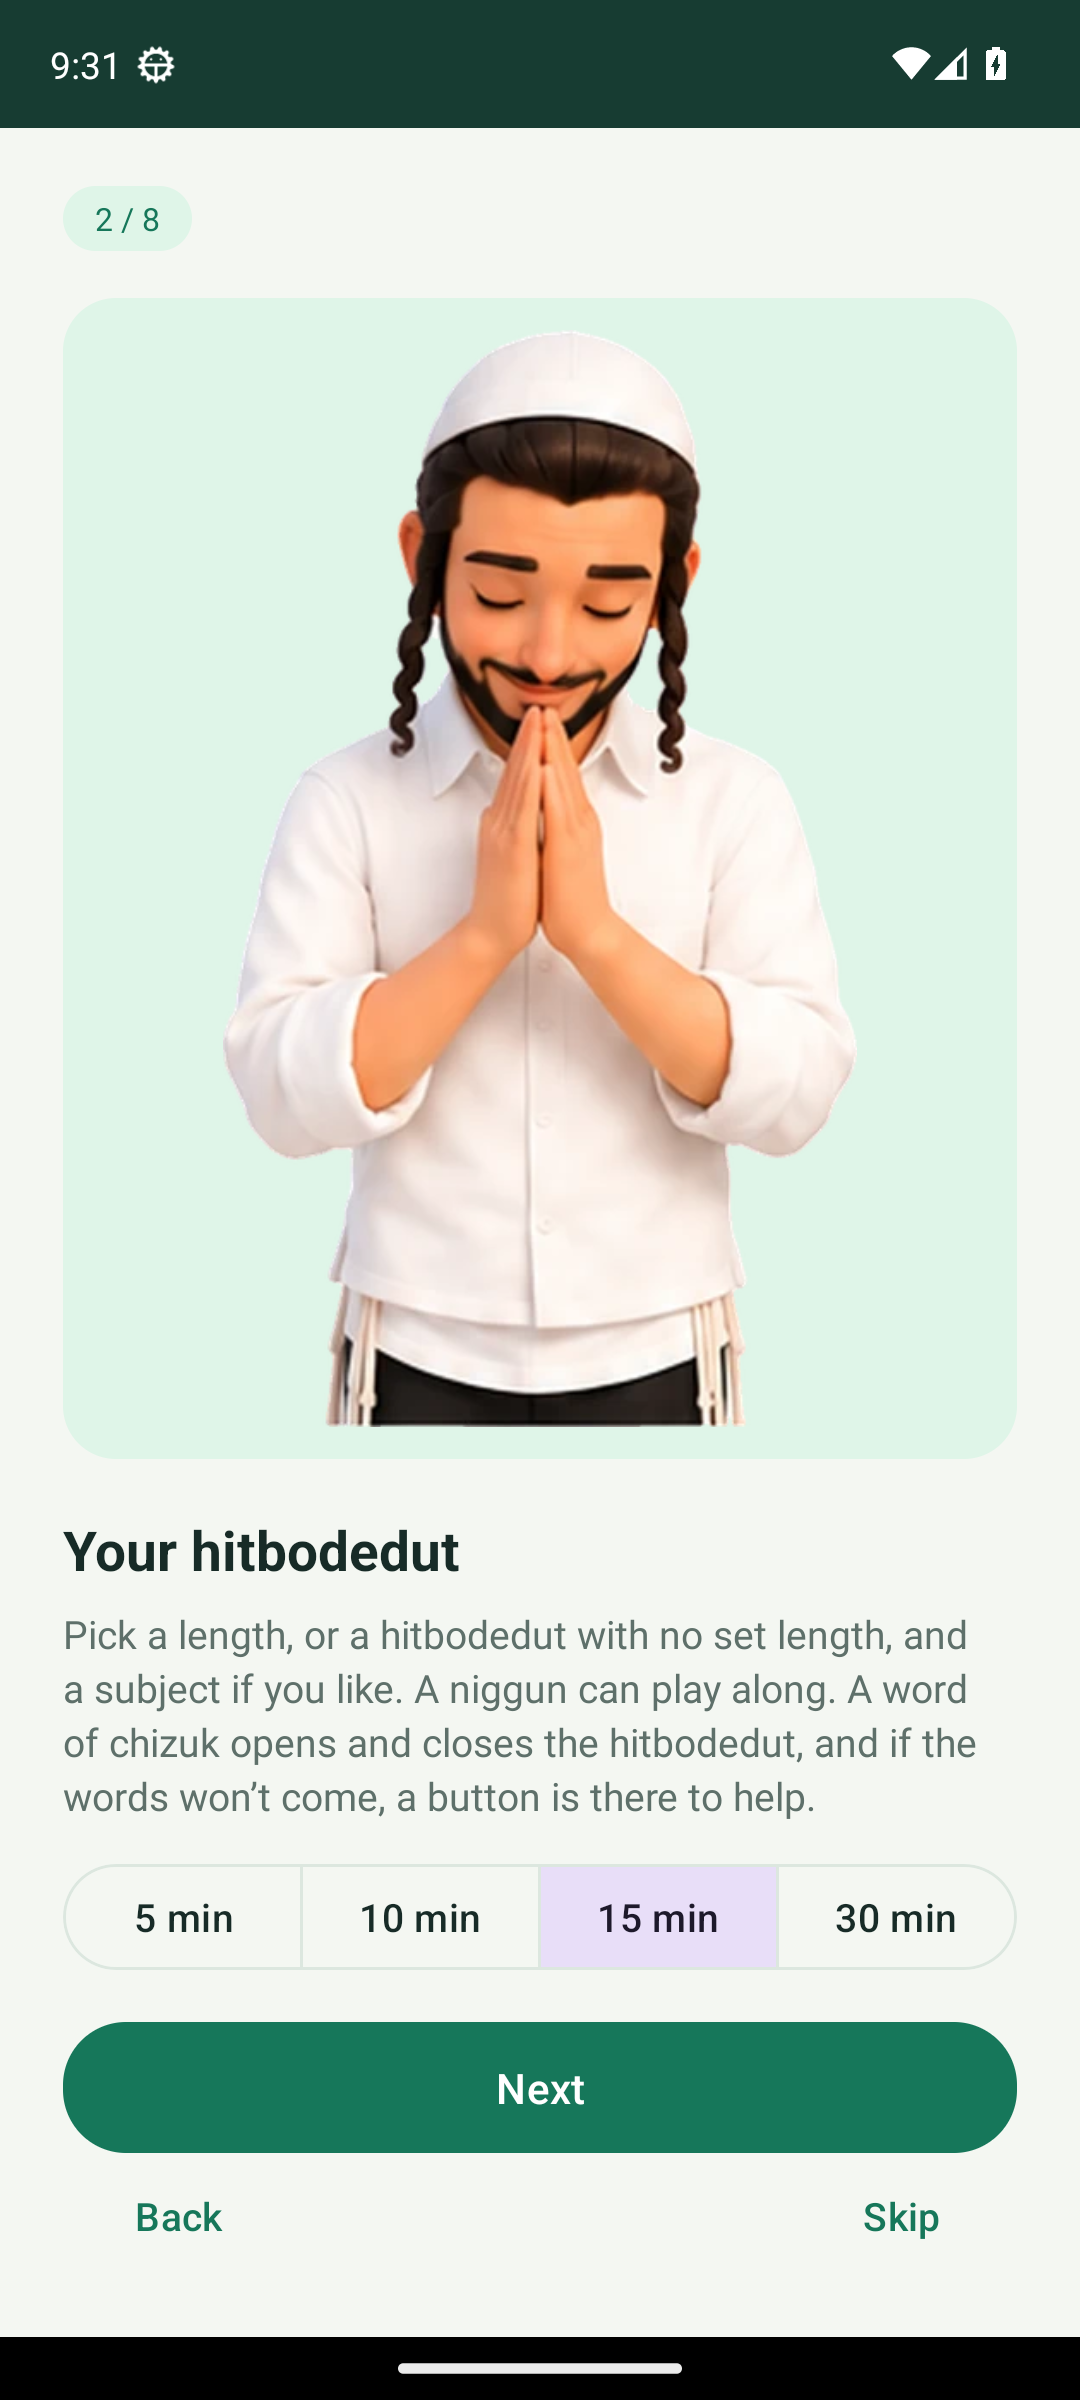 9:31
2 / 8
Your hitbodedut
Pick a length, or a hitbodedut with no set length, and
a subject if you like. A niggun can play along. A word
of chizuk opens and closes the hitbodedut, and if the
words won’t come, a button is there to help.
5 min 10 min 15 min 30 min
Next
Back Skip